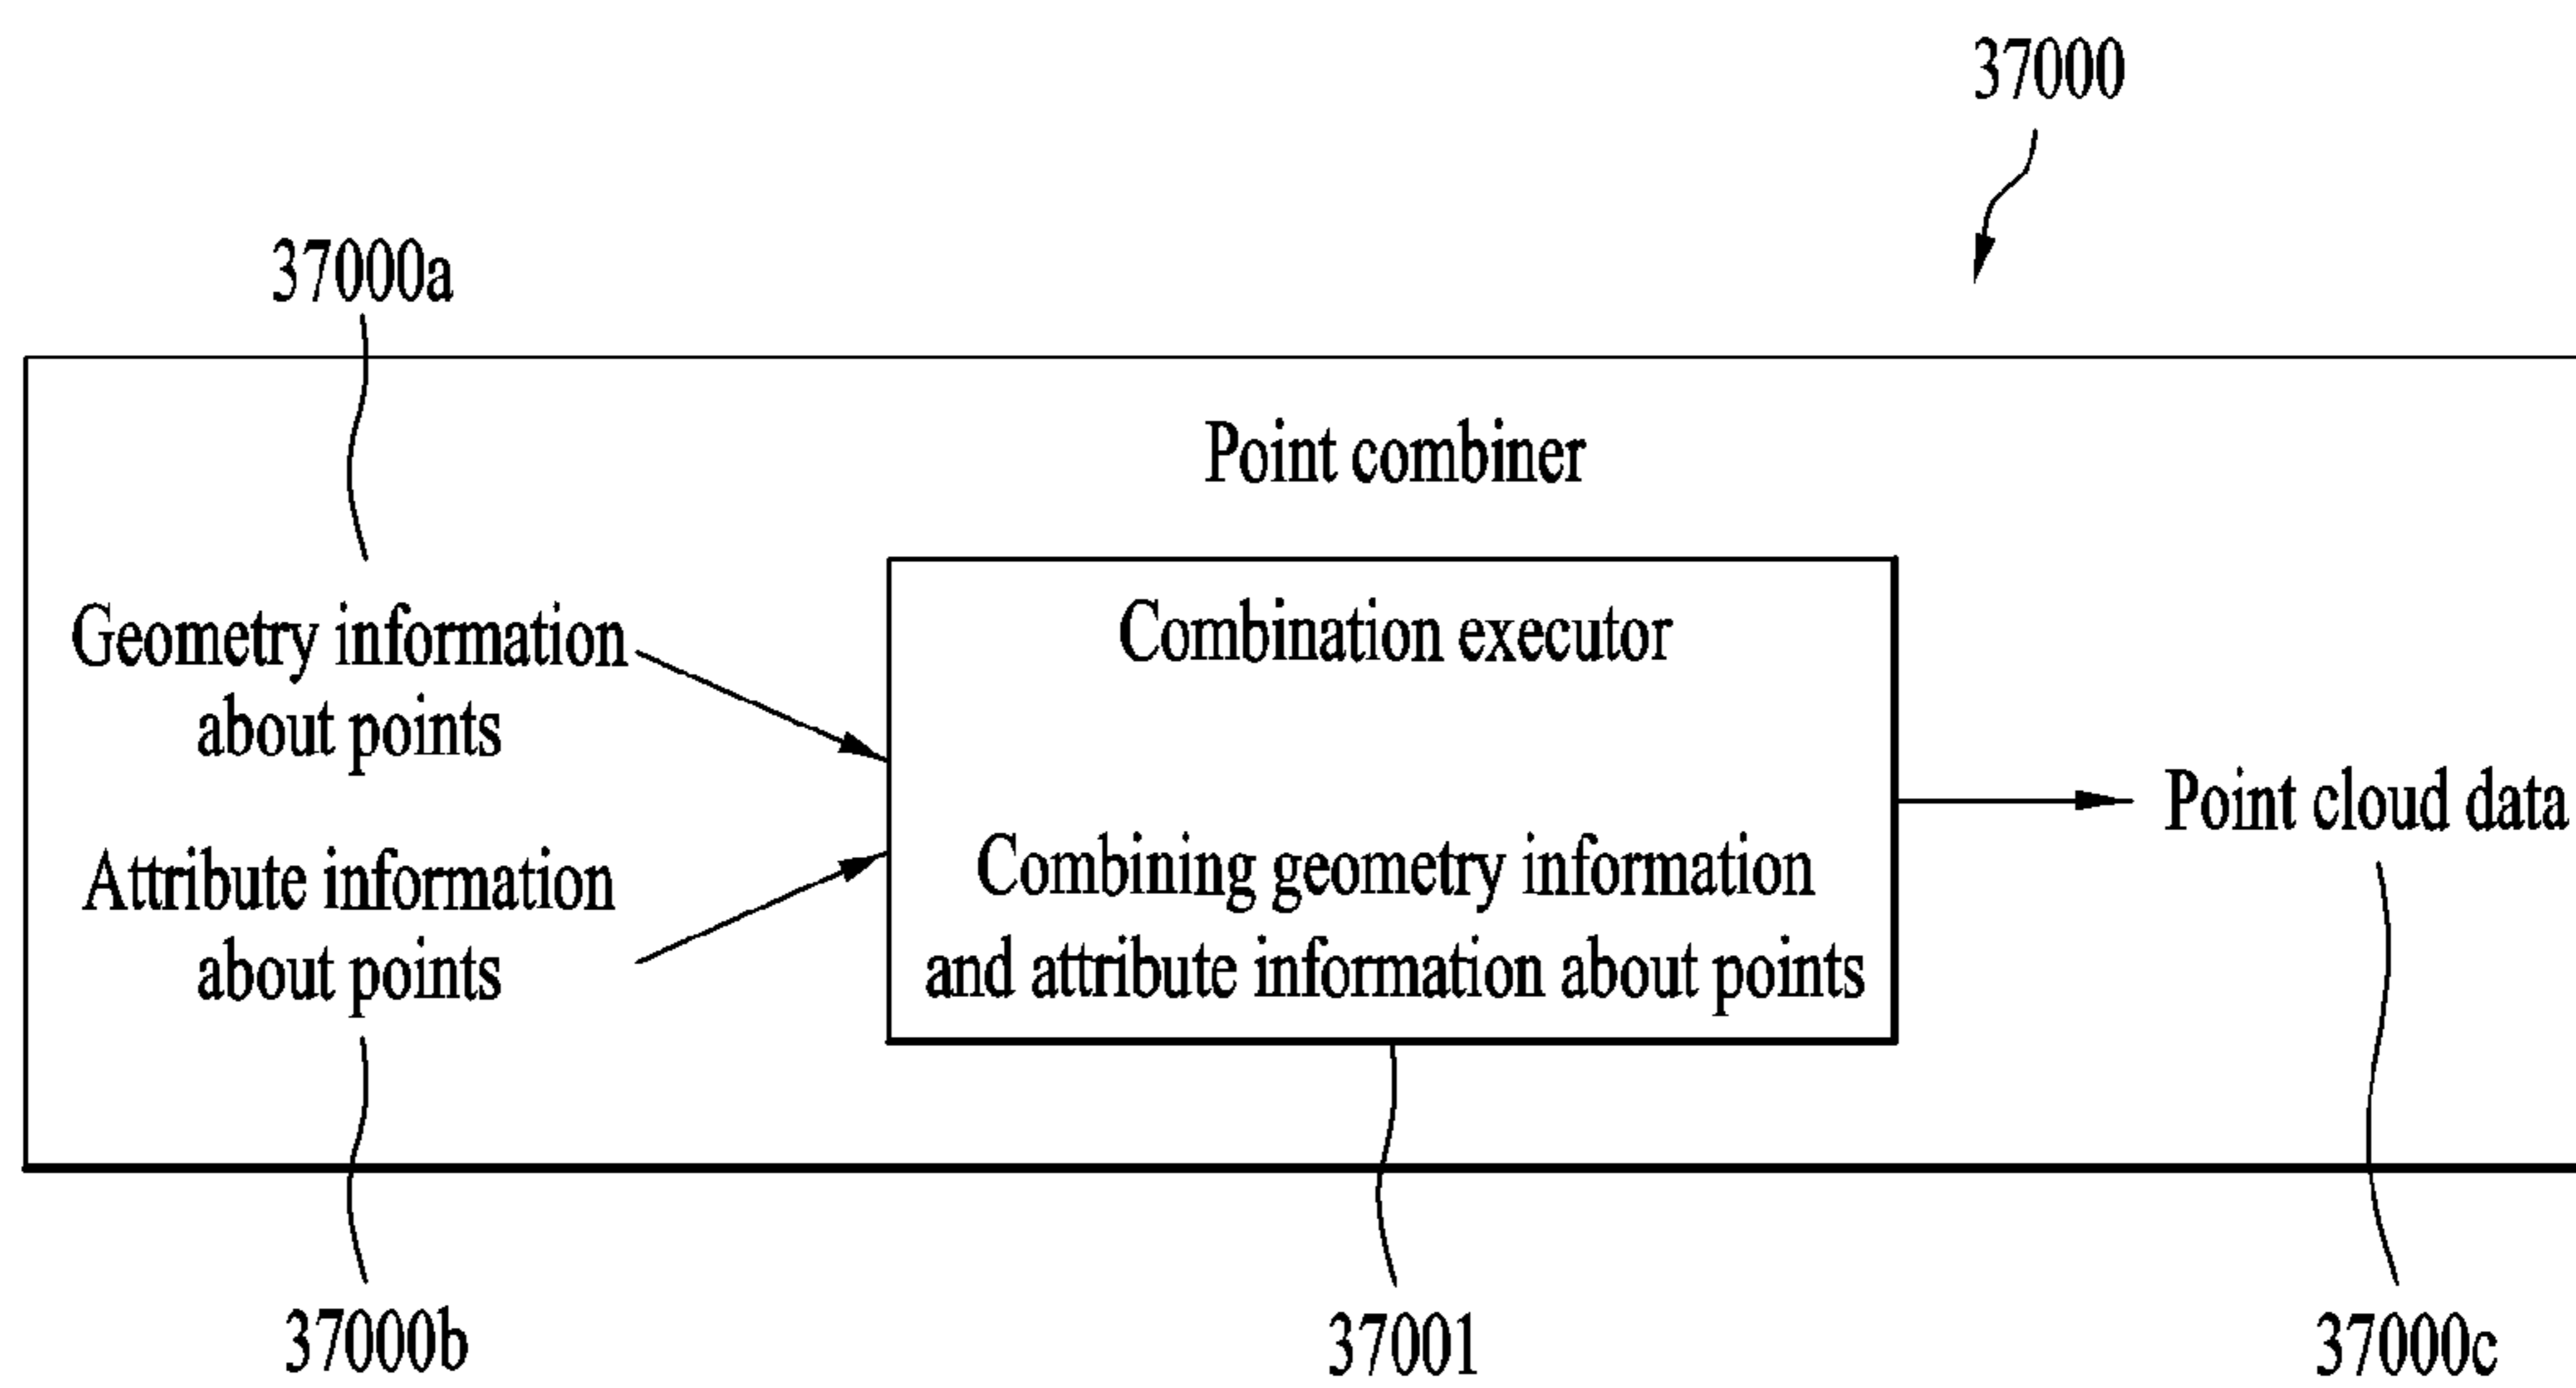 37000
37000a
Point combiner
Geometry information
about points
Attribute information
about points
Combination executor
Combining geometry information
and attribute information about points
Point cloud data
37000b
37001
37000c